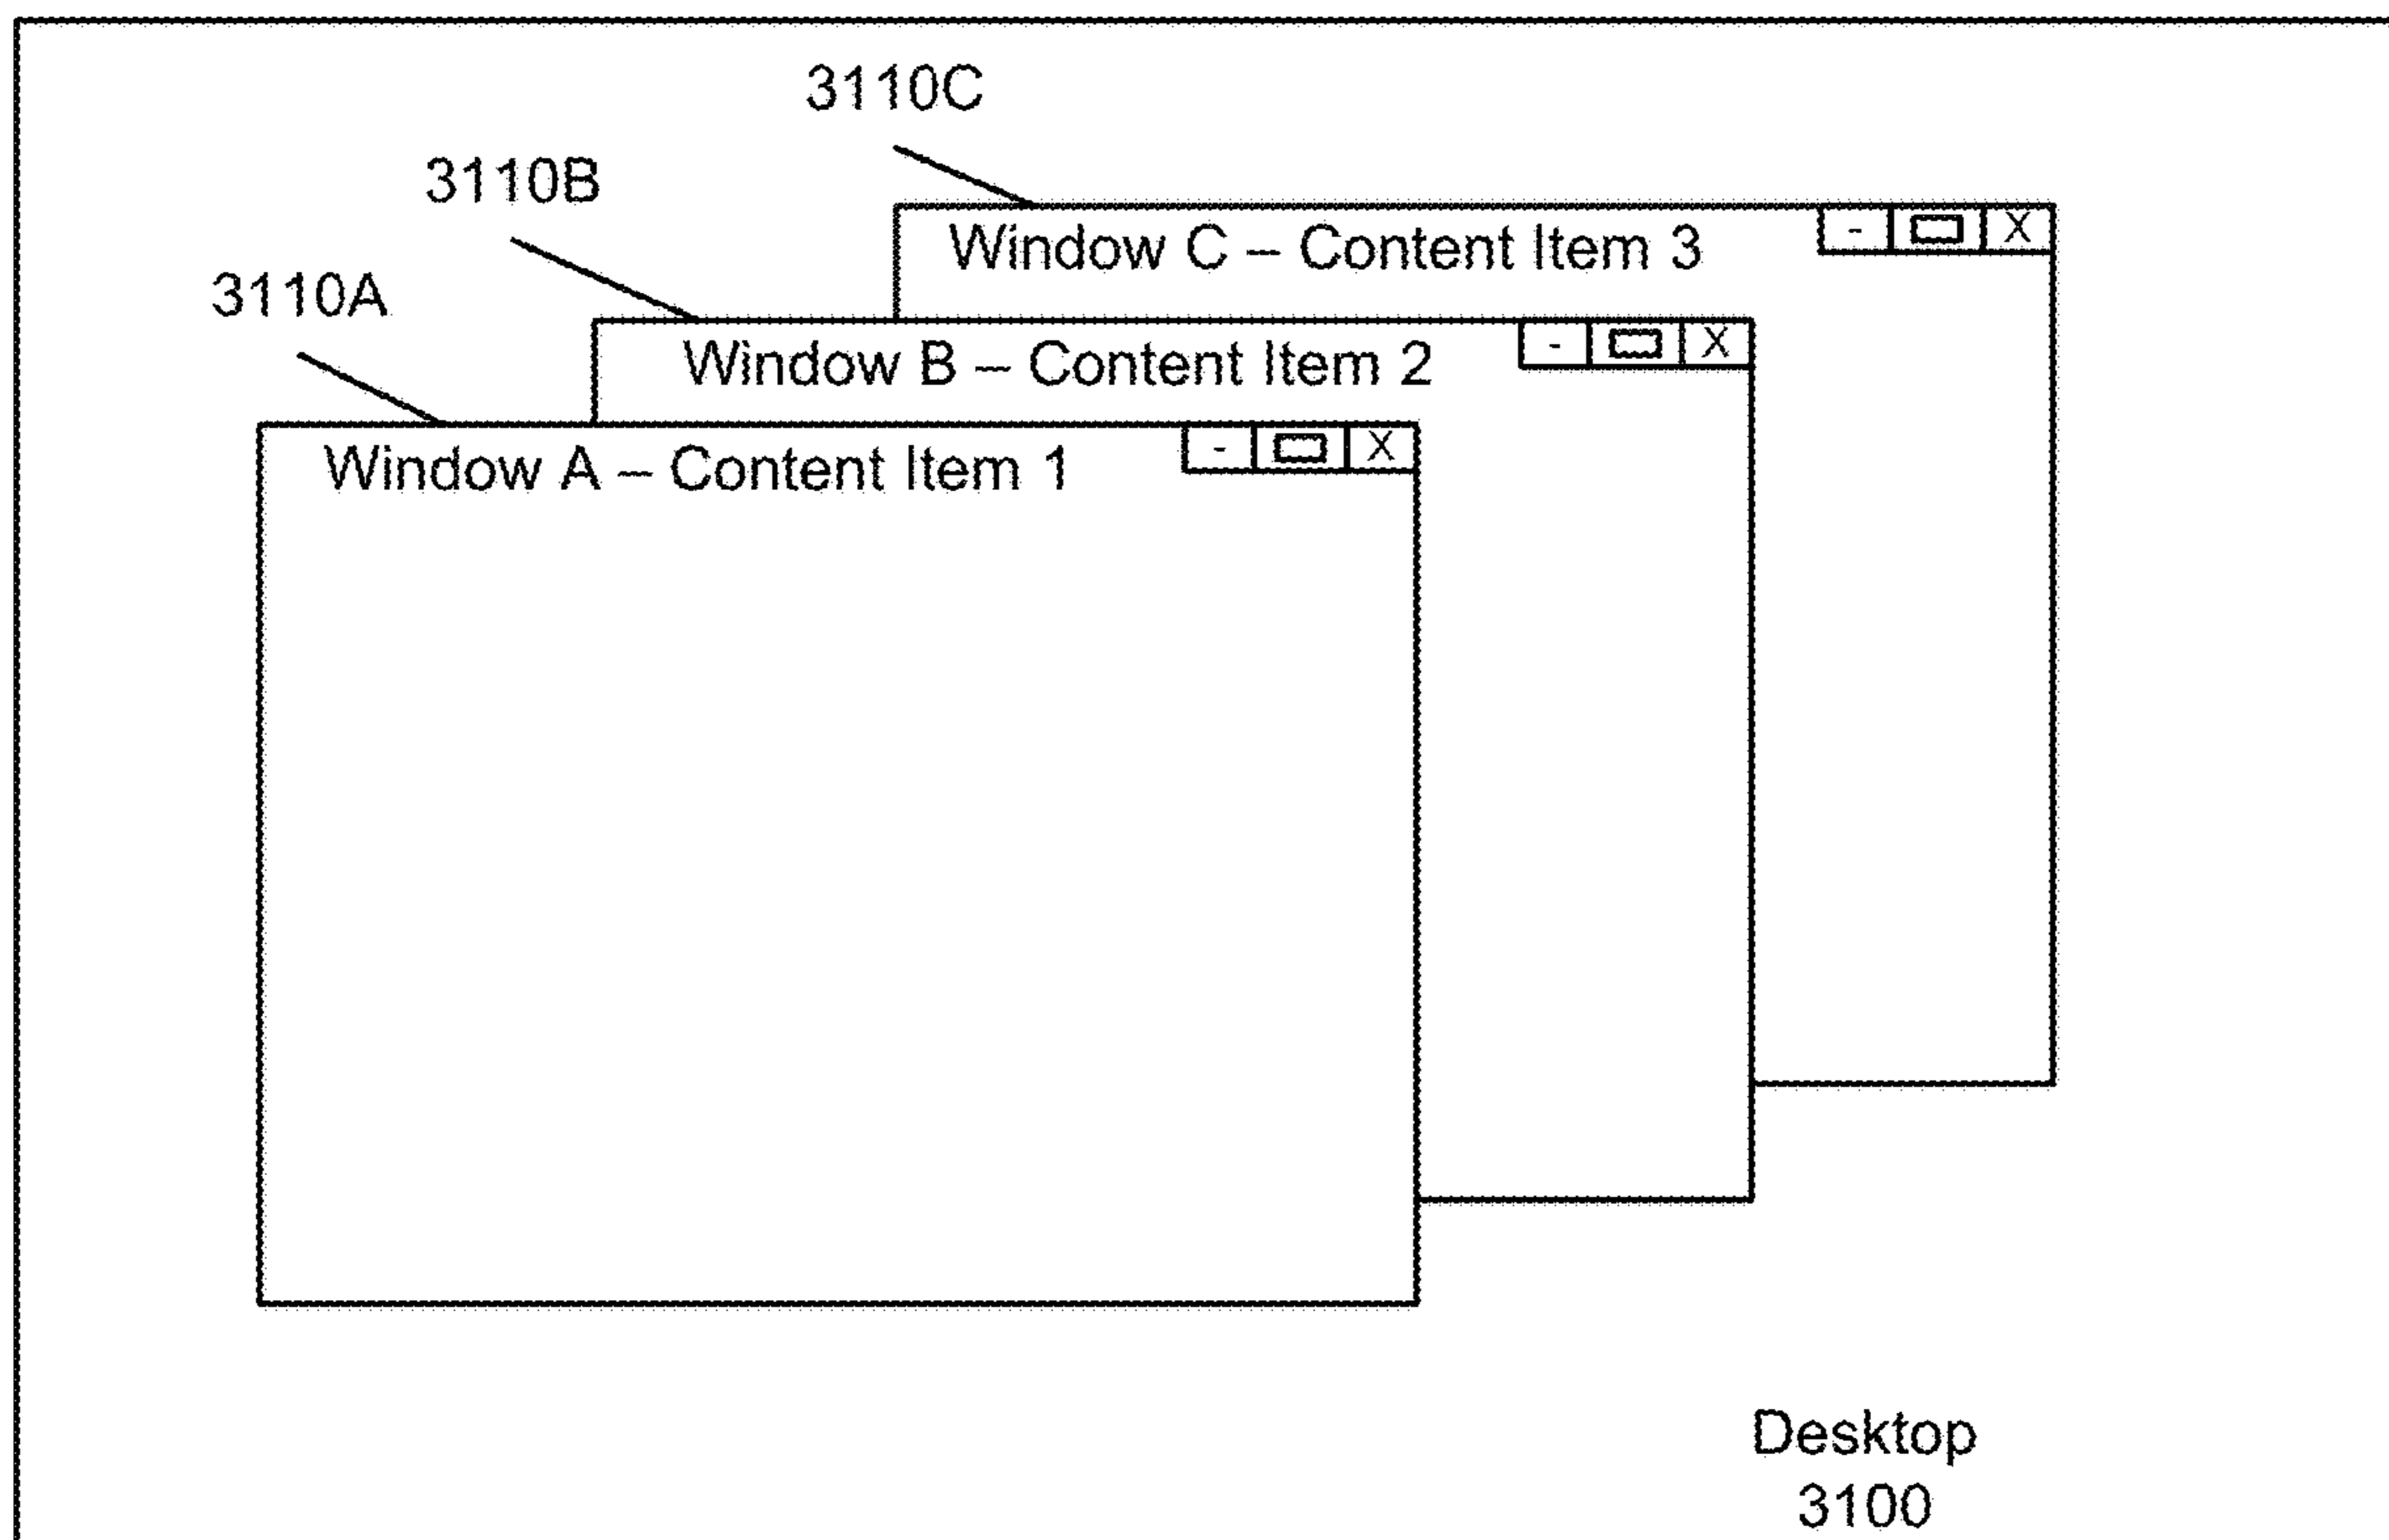 3110C
3110B
3110A
Window C – Content Item 3 - X
Window B – Content Item 2 - X
Window A – Content Item 1 - X
Desktop
3100